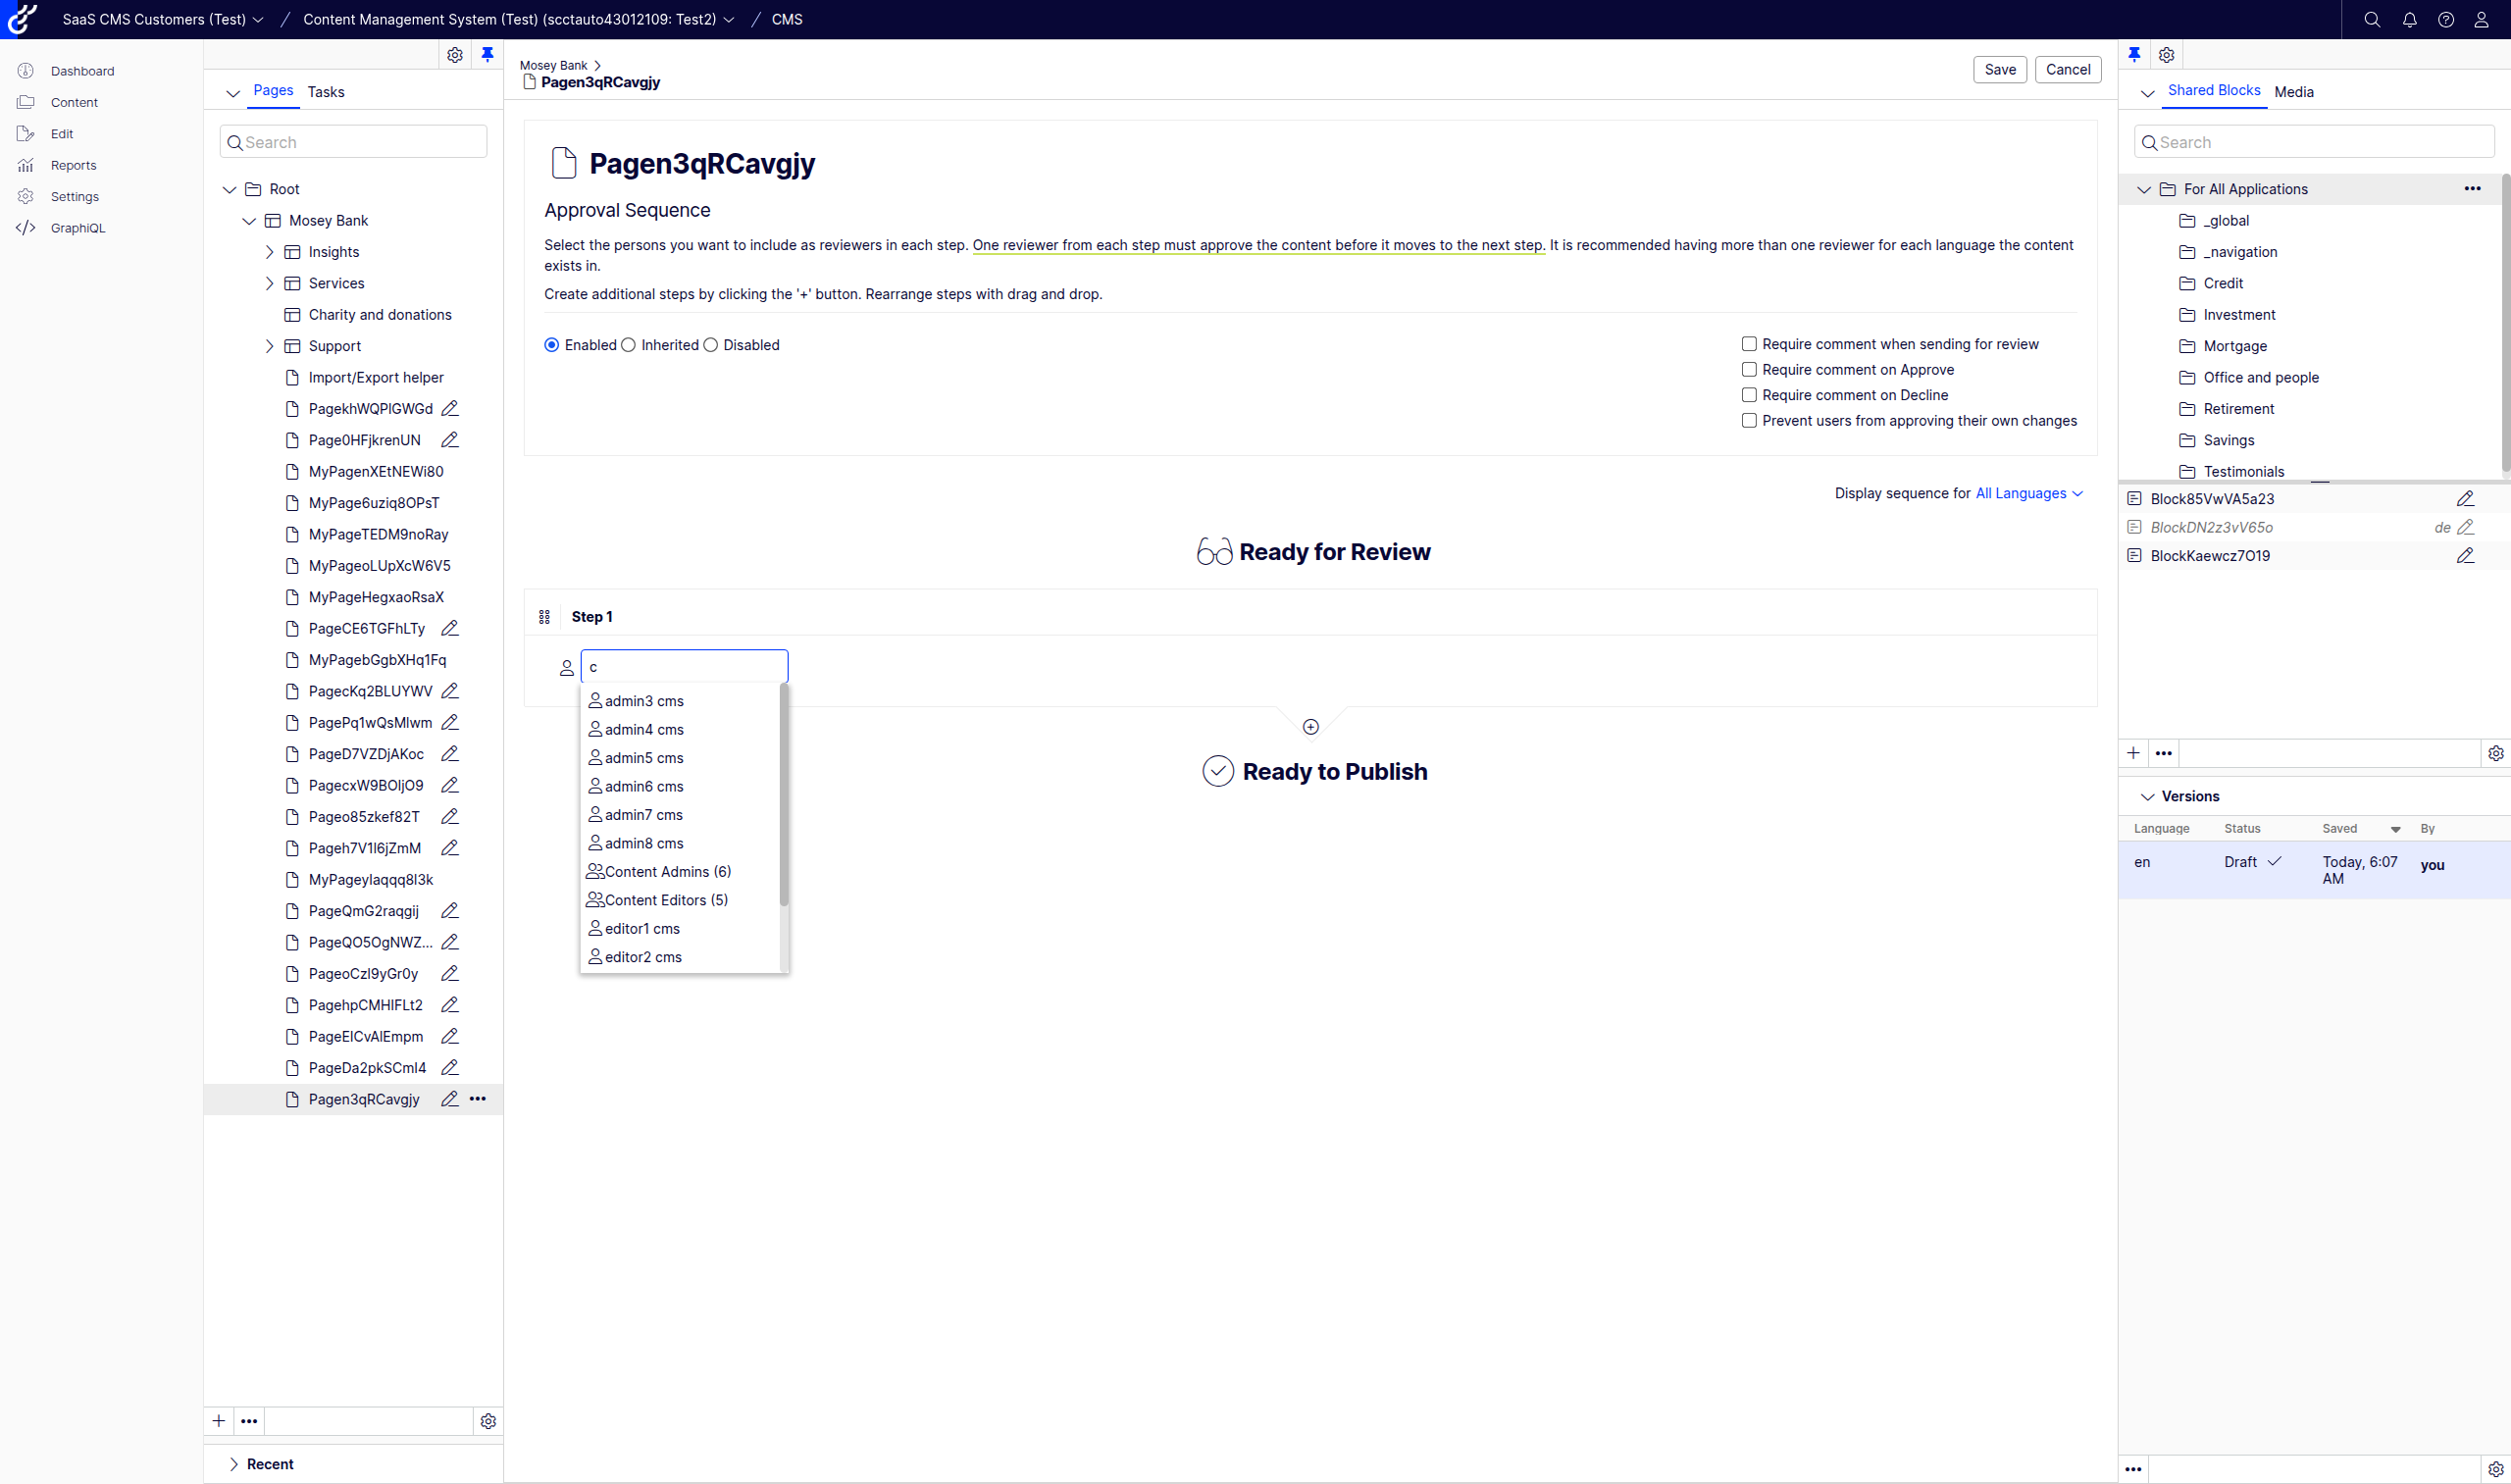 SaaS CMS Customers (Test) / Content Management System (Test) (scctauto43012109: Test2) / CMS
Dashboard
Content
Edit
Reports
Settings
GraphiQL
Pages Tasks
Search
Root
Mosey Bank
Insights
Services
Charity and donations
Support
Import/Export helper
PagekhWQPIGWGd
Page0HFjkrenUN
MyPagenXEtNEWi80
MyPage6uziq8OPsT
MyPageTEDM9noRay
MyPageoLUpXcW6V5
MyPageHegxaoRsaX
PageCE6TGFhLTy
MyPagebGgbXHq1Fq
PagecKq2BLUYWV
PagePq1wQsMlwm
PageD7VZDjAKoc
PagecxW9BOljO9
Pageo85zkef82T
Pageh7V1l6jZmM
MyPageylaqqq8l3k
PageQmG2raqgij
PageQO5OgNWZ...
PageoCzl9yGr0y
PagehpCMHIFLt2
PageEICvAlEmpm
PageDa2pkSCml4
Pagen3qRCavgjy
Recent
Mosey Bank
Pagen3qRCavgjy
Save Cancel
Pagen3qRCavgjy
Approval Sequence
Select the persons you want to include as reviewers in each step. One reviewer from each step must approve the content before it moves to the next step. It is recommended having more than one reviewer for each language the content
exists in.
Create additional steps by clicking the '+' button. Rearrange steps with drag and drop.
Enabled Inherited Disabled
Require comment when sending for review
Require comment on Approve
Require comment on Decline
Prevent users from approving their own changes
Display sequence for All Languages
Ready for Review
Step 1
c
admin3 cms
admin4 cms
admin5 cms
admin6 cms
admin7 cms
admin8 cms
Content Admins (6)
Content Editors (5)
editor1 cms
editor2 cms
Ready to Publish
Shared Blocks Media
Search
For All Applications
_global
_navigation
Credit
Investment
Mortgage
Office and people
Retirement
Savings
Testimonials
Block85VwVA5a23
BlockDN2z3vV65o de
BlockKaewcz7O19
Versions
Language Status Saved By
en Draft Today, 6:07 you
AM